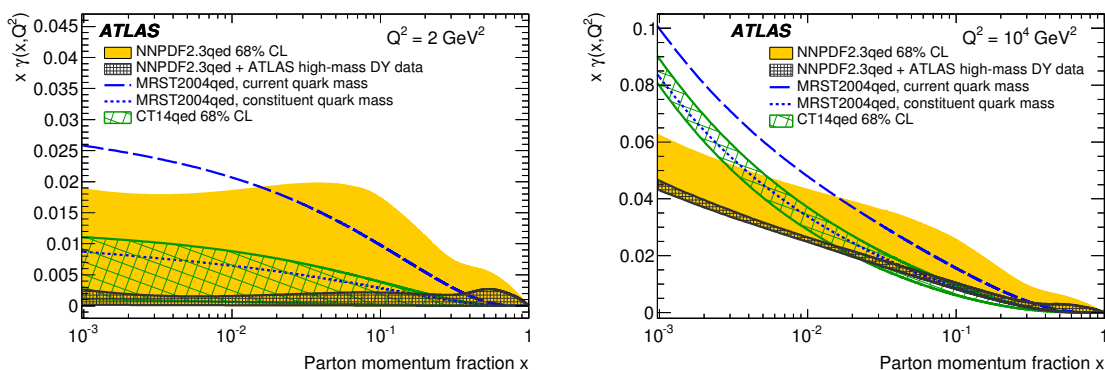 ATLAS
Q² = 2 GeV²
NNPDF2.3qed 68% CL
NNPDF2.3qed + ATLAS high-mass DY data
MRST2004qed, current quark mass
MRST2004qed, constituent quark mass
CT14qed 68% CL
x γ(x,Q²)
0.045
0.04
0.035
0.03
0.025
0.02
0.015
0.01
0.005
0
10⁻³ 10⁻² 10⁻¹ 1
Parton momentum fraction x
ATLAS
Q² = 10⁴ GeV²
NNPDF2.3qed 68% CL
NNPDF2.3qed + ATLAS high-mass DY data
MRST2004qed, current quark mass
MRST2004qed, constituent quark mass
CT14qed 68% CL
x γ(x,Q²)
0.1
0.08
0.06
0.04
0.02
0
10⁻³ 10⁻² 10⁻¹ 1
Parton momentum fraction x